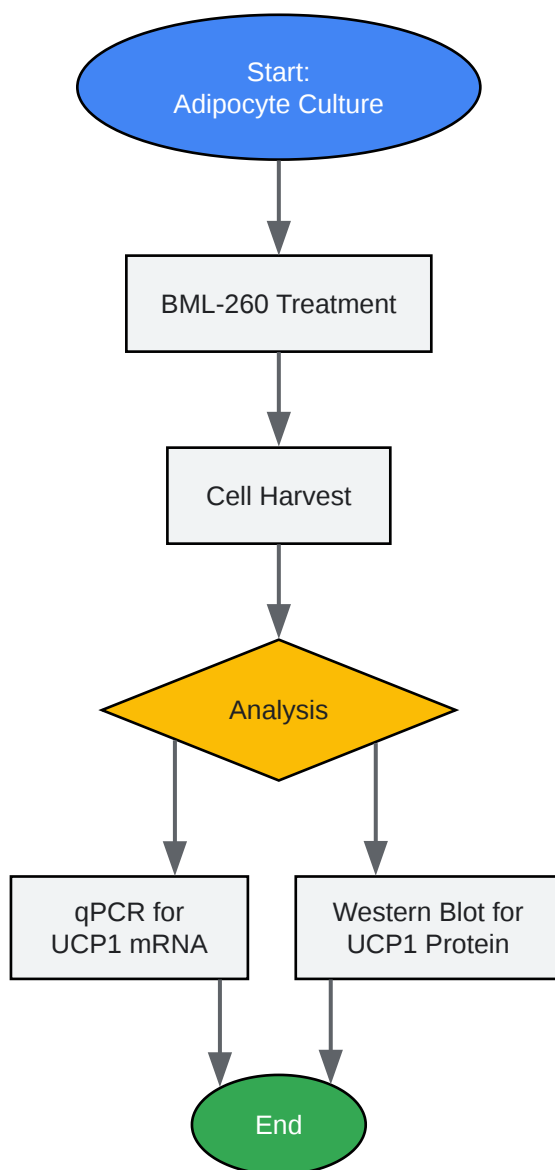 Start:
Adipocyte Culture
BML-260 Treatment
Cell Harvest
Analysis
qPCR for
UCP1 mRNA
Western Blot for
UCP1 Protein
End